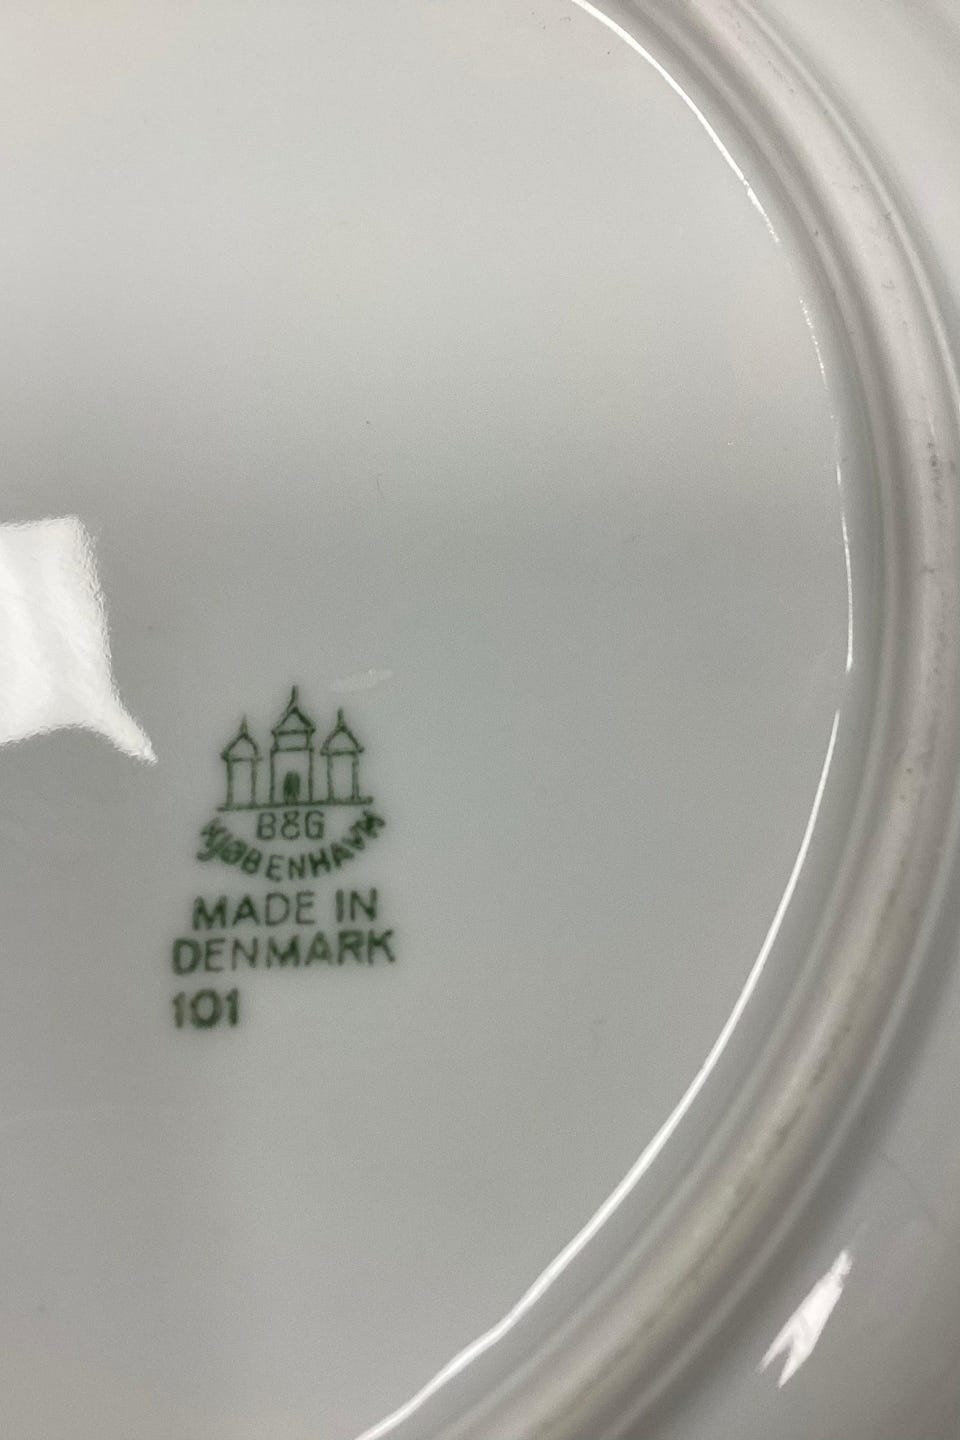 B&G
KJØBENHAVN
MADE IN
DENMARK
101